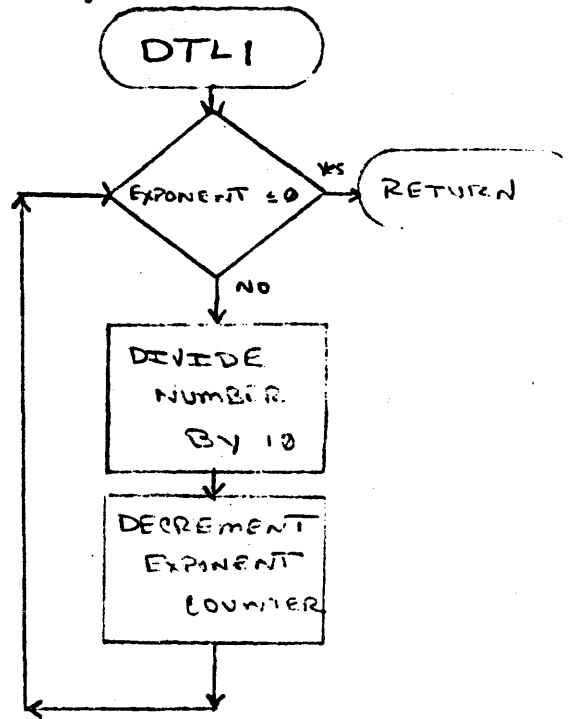 DTL1
EXPONENT ≤0
YES
RETURN
NO
DIVIDE
NUMBER
BY 10
DECREMENT
EXPONENT
COUNTER